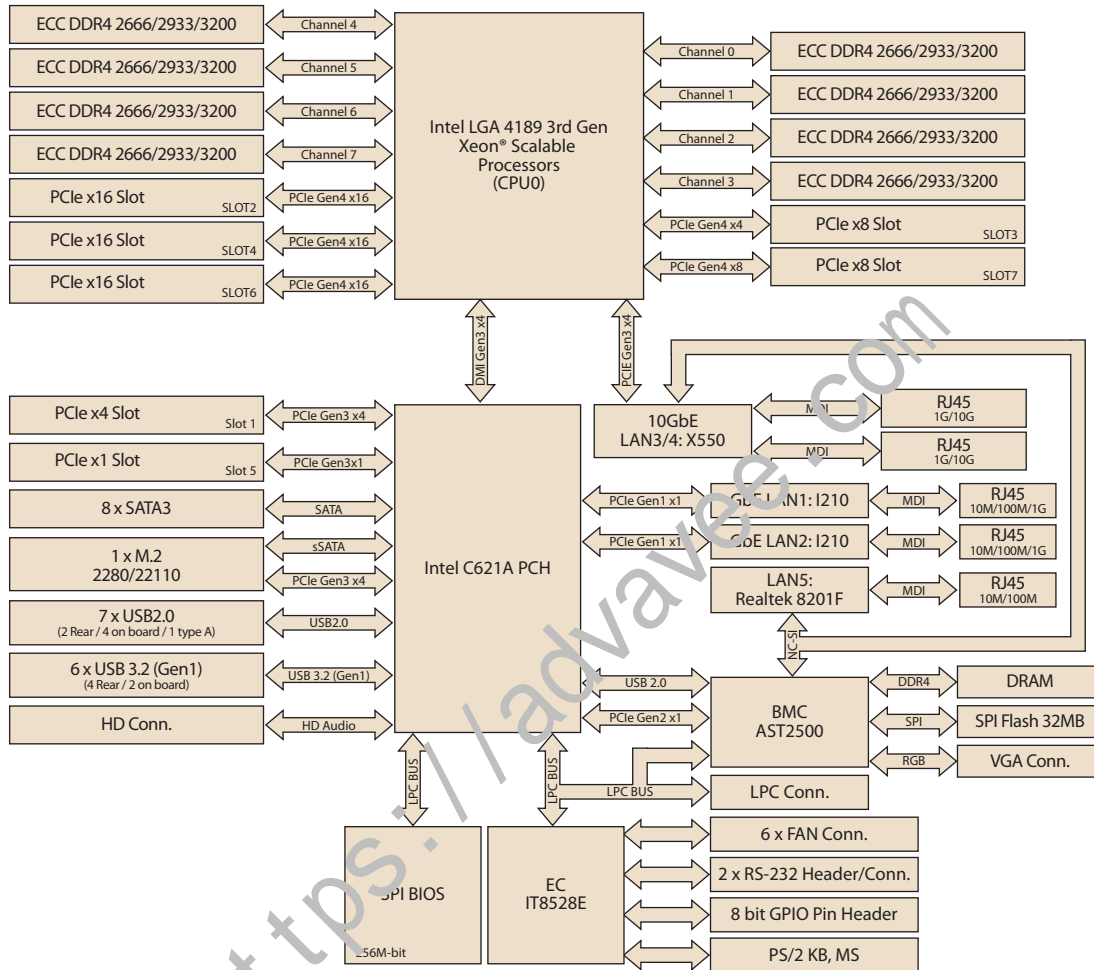 ECC DDR4 2666/2933/3200
Channel 4
ECC DDR4 2666/2933/3200
Channel 5
ECC DDR4 2666/2933/3200
Channel 6
ECC DDR4 2666/2933/3200
Channel 7
PCIe x16 Slot
SLOT2
PCIe Gen4 x16
PCIe x16 Slot
SLOT4
PCIe Gen4 x16
PCIe x16 Slot
SLOT6
PCIe Gen4 x16
Intel LGA 4189 3rd Gen
Xeon® Scalable
Processors
(CPU0)
Channel 0
ECC DDR4 2666/2933/3200
Channel 1
ECC DDR4 2666/2933/3200
Channel 2
ECC DDR4 2666/2933/3200
Channel 3
ECC DDR4 2666/2933/3200
PCIe Gen4 x4
PCIe x8 Slot
SLOT3
PCIe Gen4 x8
PCIe x8 Slot
SLOT7
DMI Gen3 x4
PCIE Gen3 x4
PCIe x4 Slot
Slot 1
PCIe Gen3 x4
PCIe x1 Slot
Slot 5
PCIe Gen3x1
8 x SATA3
SATA
1 x M.2
2280/22110
sSATA
PCIe Gen3 x4
7 x USB2.0
(2 Rear / 4 on board / 1 type A)
USB2.0
6 x USB 3.2 (Gen1)
(4 Rear / 2 on board)
USB 3.2 (Gen1)
HD Conn.
HD Audio
Intel C621A PCH
10GbE
LAN3/4: X550
MDI
RJ45
1G/10G
MDI
RJ45
1G/10G
PCIe Gen1 x1
GbE LAN1: I210
MDI
RJ45
10M/100M/1G
PCIe Gen1 x1
GbE LAN2: I210
MDI
RJ45
10M/100M/1G
LAN5:
Realtek 8201F
MDI
RJ45
10M/100M
NC-SI
USB 2.0
PCIe Gen2 x1
BMC
AST2500
DDR4
DRAM
SPI
SPI Flash 32MB
RGB
VGA Conn.
LPC BUS
LPC BUS
LPC BUS
LPC Conn.
SPI BIOS
256M-bit
EC
IT8528E
6 x FAN Conn.
2 x RS-232 Header/Conn.
8 bit GPIO Pin Header
PS/2 KB, MS
https://advavee.com